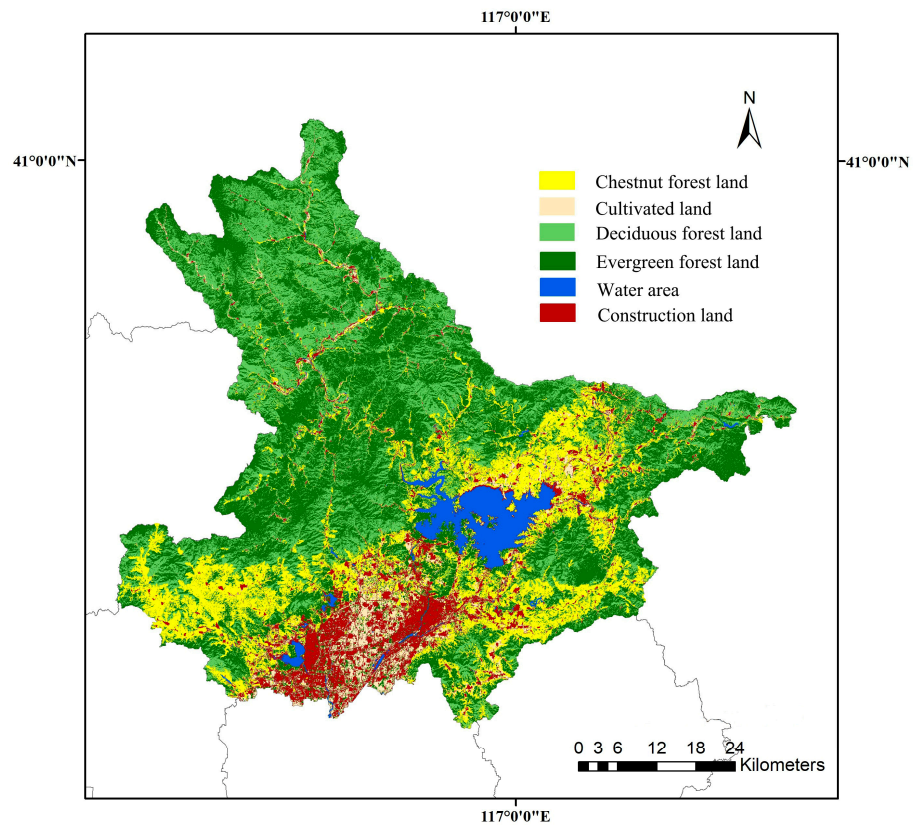 117°0'0"E
N
41°0'0"N
41°0'0"N
Chestnut forest land
Cultivated land
Deciduous forest land
Evergreen forest land
Water area
Construction land
0 3 6 12 18 24
Kilometers
117°0'0"E